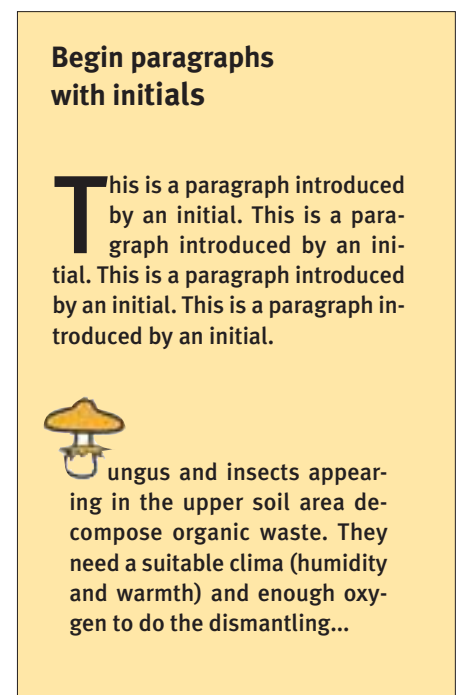 Begin paragraphs
with initials
This is a paragraph introduced
by an initial. This is a para-
graph introduced by an ini-
tial. This is a paragraph introduced
by an initial. This is a paragraph in-
troduced by an initial.
ungus and insects appear-
ing in the upper soil area de-
compose organic waste. They
need a suitable clima (humidity
and warmth) and enough oxy-
gen to do the dismantling...